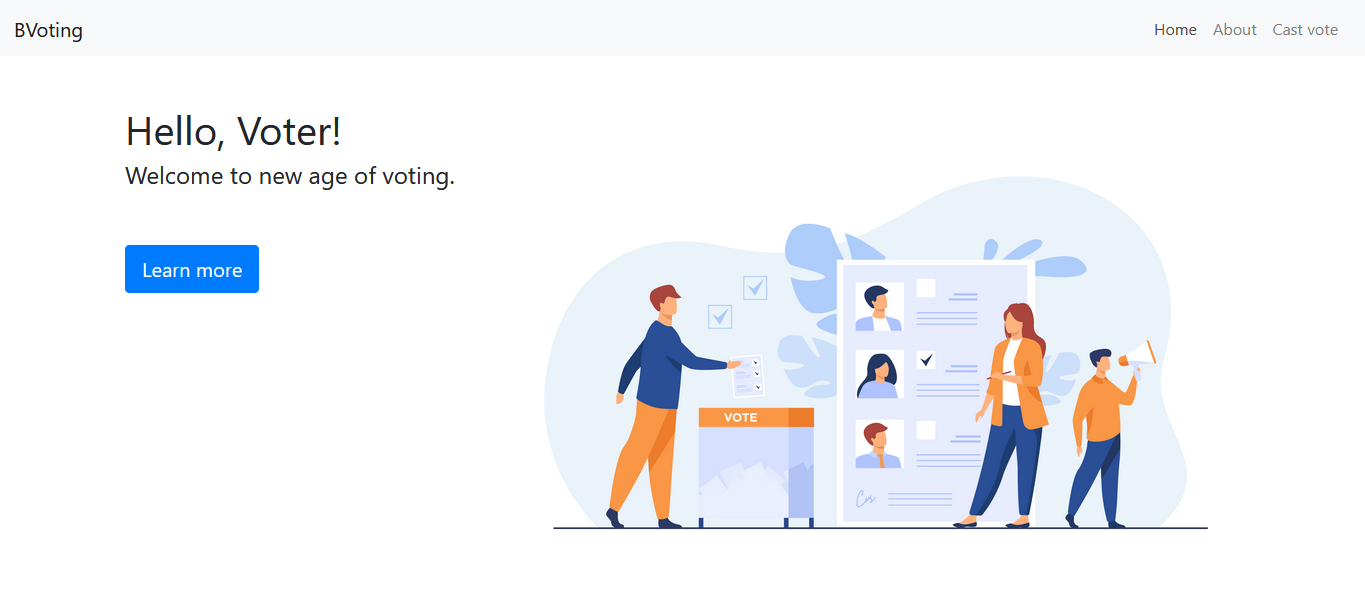 BVoting
Home About Cast vote
Hello, Voter!
Welcome to new age of voting.
Learn more
VOTE